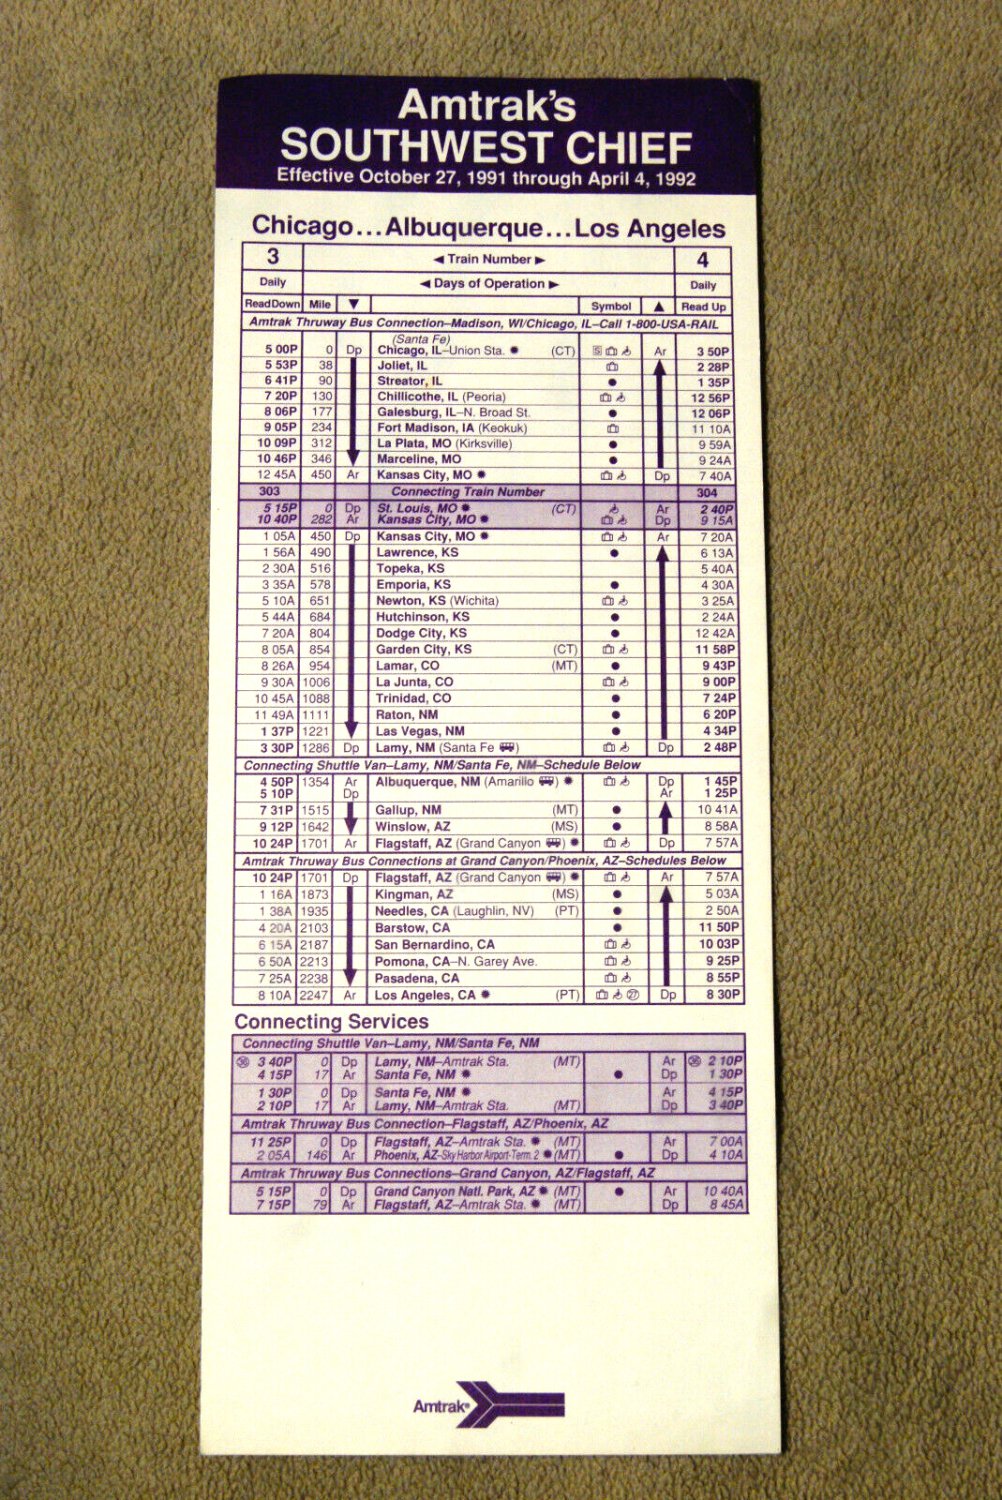 Amtrak's
SOUTHWEST CHIEF
Effective October 27, 1991 through April 4, 1992
Chicago...Albuquerque...Los Angeles
3 ◄ Train Number ► 4
Daily ◄ Days of Operation ► Daily
Read Down Mile ▼ Symbol ▲ Read Up
Amtrak Thruway Bus Connection–Madison, WI/Chicago, IL–Call 1-800-USA-RAIL
(Santa Fe)
5 00P 0 Dp Chicago, IL–Union Sta. ✹ (CT) S Ar 3 50P
5 53P 38 Joliet, IL 2 28P
6 41P 90 Streator, IL ● 1 35P
7 20P 130 Chillicothe, IL (Peoria) 12 56P
8 06P 177 Galesburg, IL–N. Broad St. ● 12 06P
9 05P 234 Fort Madison, IA (Keokuk) 11 10A
10 09P 312 La Plata, MO (Kirksville) ● 9 59A
10 46P 346 Marceline, MO ● 9 24A
12 45A 450 Ar Kansas City, MO ✹ Dp 7 40A
303 Connecting Train Number 304
5 15P 0 Dp St. Louis, MO ✹ (CT) Ar 2 40P
10 40P 282 Ar Kansas City, MO ✹ Dp 9 15A
1 05A 450 Dp Kansas City, MO ✹ Ar 7 20A
1 56A 490 Lawrence, KS ● 6 13A
2 30A 516 Topeka, KS 5 40A
3 35A 578 Emporia, KS ● 4 30A
5 10A 651 Newton, KS (Wichita) 3 25A
5 44A 684 Hutchinson, KS ● 2 24A
7 20A 804 Dodge City, KS ● 12 42A
8 05A 854 Garden City, KS (CT) 11 58P
8 26A 954 Lamar, CO (MT) ● 9 43P
9 30A 1006 La Junta, CO 9 00P
10 45A 1088 Trinidad, CO ● 7 24P
11 49A 1111 Raton, NM ● 6 20P
1 37P 1221 Las Vegas, NM ● 4 34P
3 30P 1286 Dp Lamy, NM (Santa Fe) Dp 2 48P
Connecting Shuttle Van–Lamy, NM/Santa Fe, NM–Schedule Below
4 50P 1354 Ar Albuquerque, NM (Amarillo) ✹ Dp 1 45P
5 10P Dp Ar 1 25P
7 31P 1515 Gallup, NM (MT) ● 10 41A
9 12P 1642 Winslow, AZ (MS) ● 8 58A
10 24P 1701 Ar Flagstaff, AZ (Grand Canyon) ✹ Dp 7 57A
Amtrak Thruway Bus Connections at Grand Canyon/Phoenix, AZ–Schedules Below
10 24P 1701 Dp Flagstaff, AZ (Grand Canyon) ✹ Ar 7 57A
1 16A 1873 Kingman, AZ (MS) ● 5 03A
1 38A 1935 Needles, CA (Laughlin, NV) (PT) ● 2 50A
4 20A 2103 Barstow, CA ● 11 50P
6 15A 2187 San Bernardino, CA 10 03P
6 50A 2213 Pomona, CA–N. Garey Ave. 9 25P
7 25A 2238 Pasadena, CA 8 55P
8 10A 2247 Ar Los Angeles, CA ✹ (PT) 27 Dp 8 30P
Connecting Services
Connecting Shuttle Van–Lamy, NM/Santa Fe, NM
36 3 40P 0 Dp Lamy, NM–Amtrak Sta. (MT) Ar 36 2 10P
4 15P 17 Ar Santa Fe, NM ✹ ● Dp 1 30P
1 30P 0 Dp Santa Fe, NM ✹ Ar 4 15P
2 10P 17 Ar Lamy, NM–Amtrak Sta. (MT) Dp 3 40P
Amtrak Thruway Bus Connection–Flagstaff, AZ/Phoenix, AZ
11 25P 0 Dp Flagstaff, AZ–Amtrak Sta. ✹ (MT) Ar 7 00A
2 05A 146 Ar Phoenix, AZ–Sky Harbor Airport-Term. 2 ✹ (MT) ● Dp 4 10A
Amtrak Thruway Bus Connections–Grand Canyon, AZ/Flagstaff, AZ
5 15P 0 Dp Grand Canyon Natl. Park, AZ ✹ (MT) ● Ar 10 40A
7 15P 79 Ar Flagstaff, AZ–Amtrak Sta. ✹ (MT) Dp 8 45A
Amtrak®